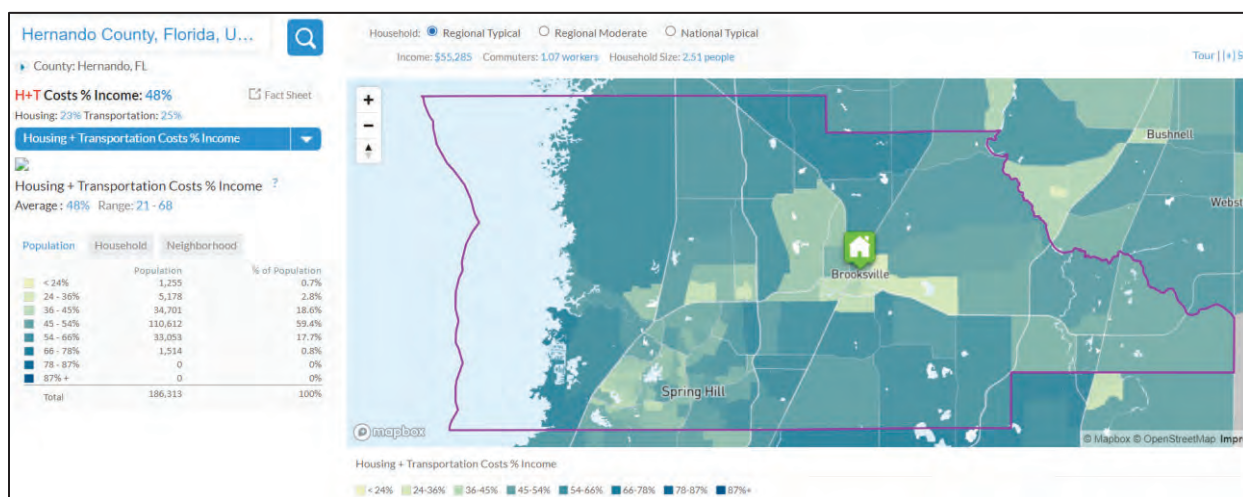 Hernando County, Florida, U...
County: Hernando, FL
H+T Costs % Income: 48%
Fact Sheet
Housing: 23% Transportation: 25%
Housing + Transportation Costs % Income
Housing + Transportation Costs % Income ?
Average : 48% Range: 21 - 68
Population Household Neighborhood
Population % of Population
< 24% 1,255 0.7%
24 - 36% 5,178 2.8%
36 - 45% 34,701 18.6%
45 - 54% 110,612 59.4%
54 - 66% 33,053 17.7%
66 - 78% 1,514 0.8%
78 - 87% 0 0%
87% + 0 0%
Total 186,313 100%
Household: Regional Typical Regional Moderate National Typical
Income: $55,285 Commuters: 1.07 workers Household Size: 2.51 people
Tour | [+] S
+
−
Bushnell
Webst
Brooksville
Spring Hill
mapbox
© Mapbox © OpenStreetMap Impr
Housing + Transportation Costs % Income
< 24% 24-36% 36-45% 45-54% 54-66% 66-78% 78-87% 87%+